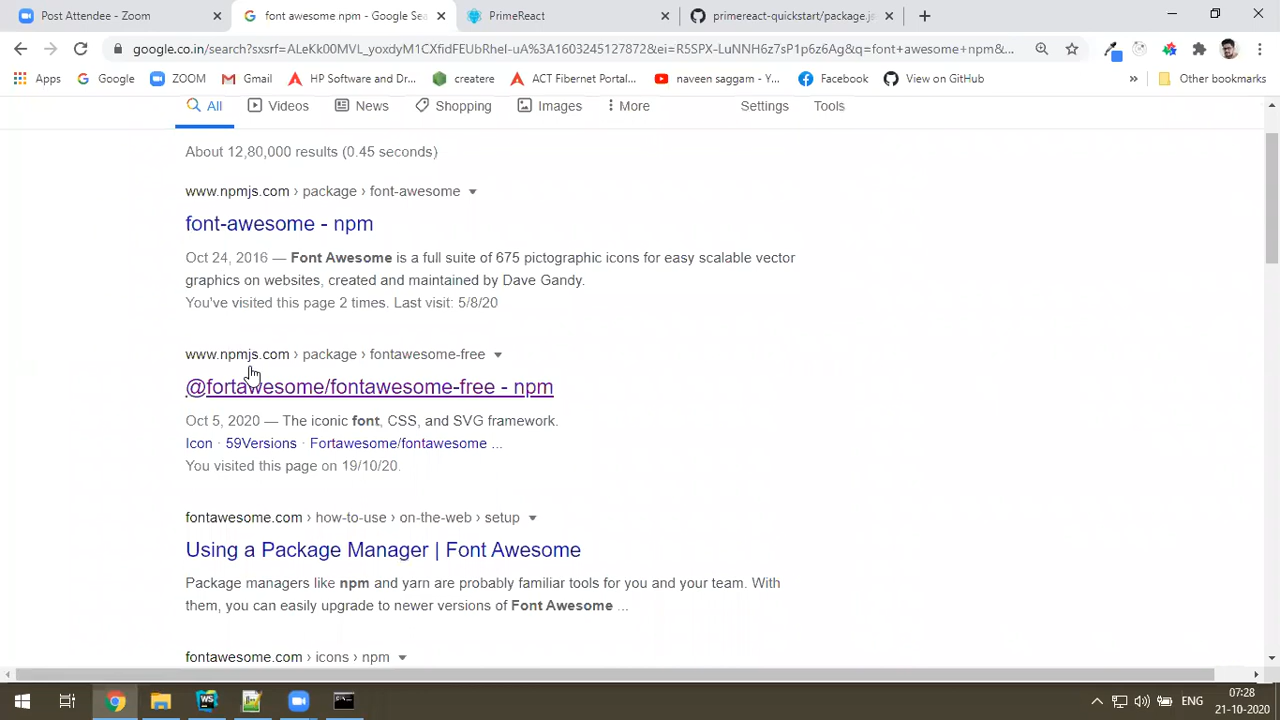 Post Attendee - Zoom
font awesome npm - Google Sea
PrimeReact
primereact-quickstart/package.js
google.co.in/search?sxsrf=ALeKk00MVL_yoxdyM1CXfidFEUbRhel-uA%3A1603245127872&ei=R5SPX-LuNNH6z7sP1p6z6Ag&q=font+awesome+npm&...
Apps
Google
ZOOM
Gmail
HP Software and Dr...
createre
ACT Fibernet Portal...
naveen saggam - Y...
Facebook
View on GitHub
»
Other bookmarks
All
Videos
News
Shopping
Images
More
Settings
Tools
About 12,80,000 results (0.45 seconds)
www.npmjs.com › package › font-awesome
font-awesome - npm
Oct 24, 2016 — Font Awesome is a full suite of 675 pictographic icons for easy scalable vector
graphics on websites, created and maintained by Dave Gandy.
You've visited this page 2 times. Last visit: 5/8/20
www.npmjs.com › package › fontawesome-free
@fortawesome/fontawesome-free - npm
Oct 5, 2020 — The iconic font, CSS, and SVG framework.
Icon · 59Versions · Fortawesome/fontawesome ...
You visited this page on 19/10/20.
fontawesome.com › how-to-use › on-the-web › setup
Using a Package Manager | Font Awesome
Package managers like npm and yarn are probably familiar tools for you and your team. With
them, you can easily upgrade to newer versions of Font Awesome ...
fontawesome.com › icons › npm
WS
ENG
07:28
21-10-2020